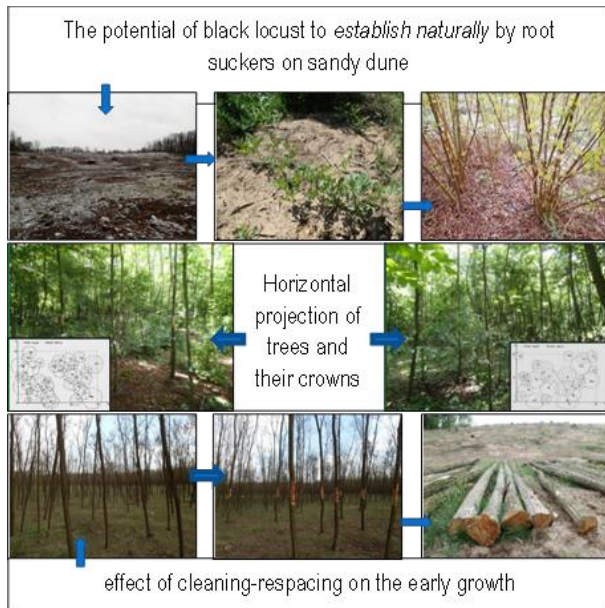 The potential of black locust to establish naturally by root
suckers on sandy dune
Horizontal
projection of
trees and
their crowns
effect of cleaning-respacing on the early growth